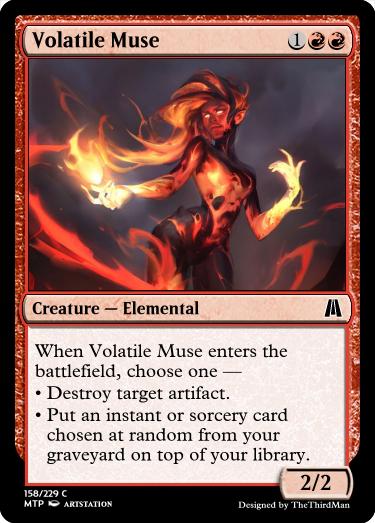 Volatile Muse 1
Creature — Elemental
When Volatile Muse enters the
battlefield, choose one —
• Destroy target artifact.
• Put an instant or sorcery card
chosen at random from your
graveyard on top of your library.
2/2
158/229 C
MTP ARTSTATION
Designed by TheThirdMan